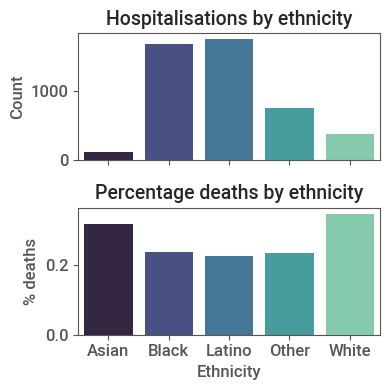 Hospitalisations by ethnicity
Count
1000
0
Percentage deaths by ethnicity
% deaths
0.2
0.0
Asian Black Latino Other White
Ethnicity